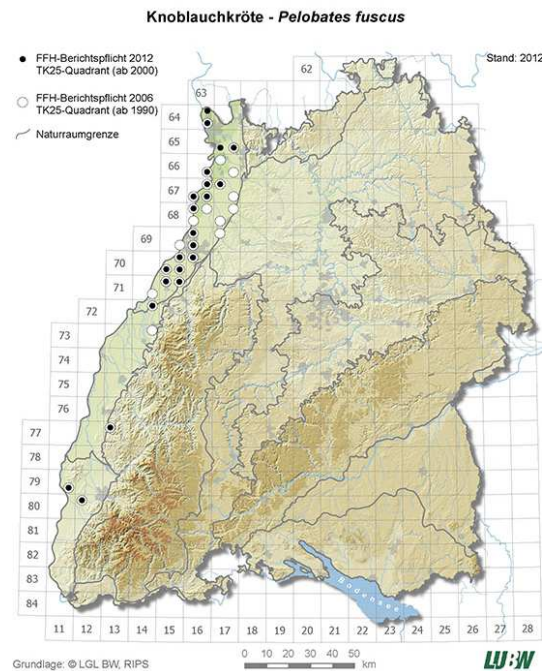 Knoblauchkröte - Pelobates fuscus
FFH-Berichtspflicht 2012
TK25-Quadrant (ab 2000)
FFH-Berichtspflicht 2006
TK25-Quadrant (ab 1990)
Naturraumgrenze
Stand: 2012
62
63
64
65
66
67
68
69
70
71
72
73
74
75
76
77
78
79
80
81
82
83
84
Bodensee
11 12 13 14 15 16 17 18 19 20 21 22 23 24 25 26 27 28
0 10 20 30 40 50
km
Grundlage: © LGL BW, RIPS
LUBW